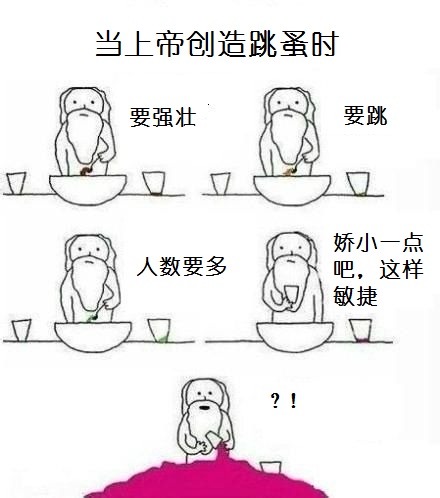 当上帝创造跳蚤时
要强壮
要跳
人数要多
娇小一点
吧，这样
敏捷
？！